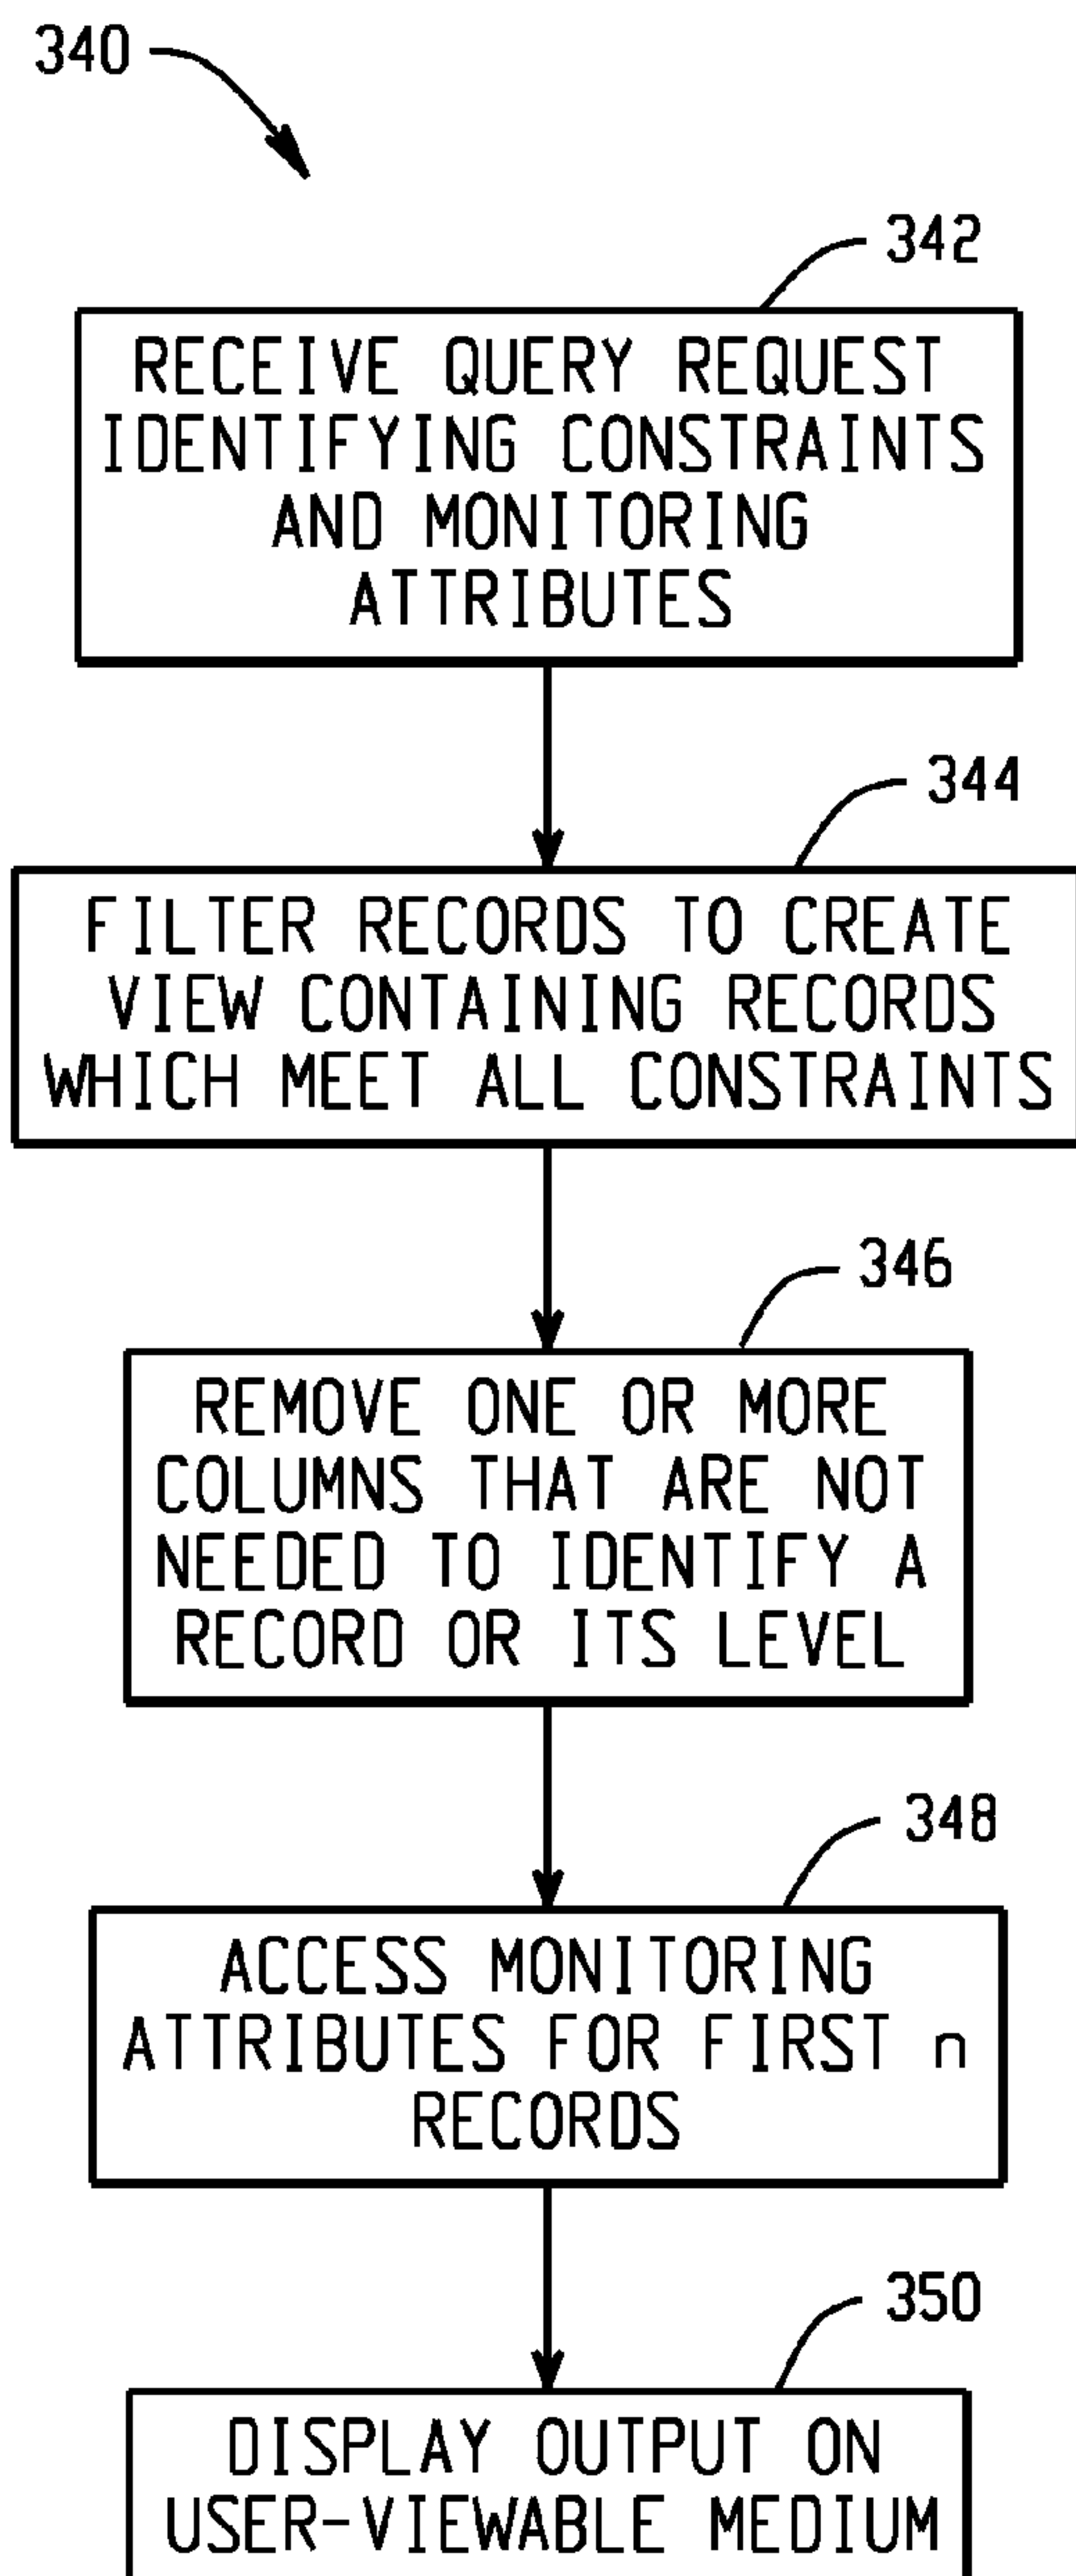 340
342
RECEIVE QUERY REQUEST
IDENTIFYING CONSTRAINTS
AND MONITORING
ATTRIBUTES
344
FILTER RECORDS TO CREATE
VIEW CONTAINING RECORDS
WHICH MEET ALL CONSTRAINTS
346
REMOVE ONE OR MORE
COLUMNS THAT ARE NOT
NEEDED TO IDENTIFY A
RECORD OR ITS LEVEL
348
ACCESS MONITORING
ATTRIBUTES FOR FIRST n
RECORDS
350
DISPLAY OUTPUT ON
USER-VIEWABLE MEDIUM